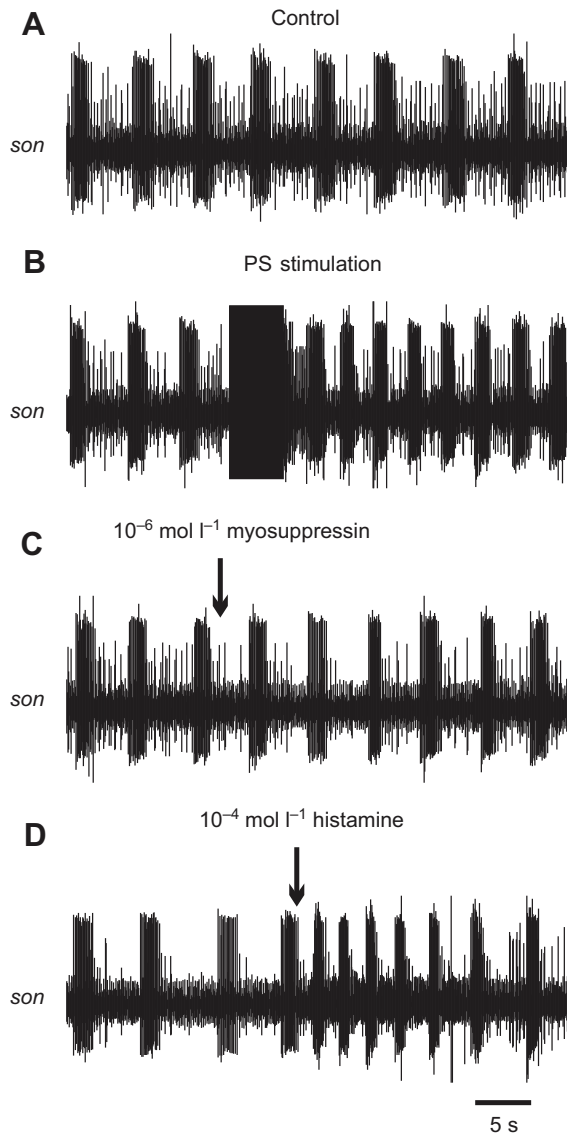 A
Control
son
B
PS stimulation
son
C
10⁻⁶ mol l⁻¹ myosuppressin
son
D
10⁻⁴ mol l⁻¹ histamine
son
5 s